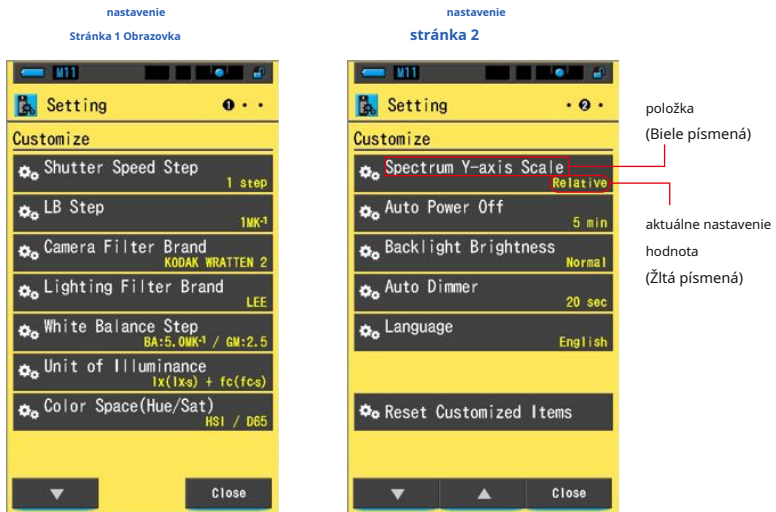 nastavenie
Stránka 1 Obrazovka
M11
Setting
❶ · ·
Customize
Shutter Speed Step
1 step
LB Step
1MK⁻¹
Camera Filter Brand
KODAK WRATTEN 2
Lighting Filter Brand
LEE
White Balance Step
BA:5.0MK⁻¹ / GM:2.5
Unit of Illuminance
lx(lx·s) + fc(fc·s)
Color Space(Hue/Sat)
HSI / D65
▼
Close
nastavenie
stránka 2
M11
Setting
· ❷ ·
Customize
Spectrum Y-axis Scale
Relative
Auto Power Off
5 min
Backlight Brightness
Normal
Auto Dimmer
20 sec
Language
English
Reset Customized Items
▼
▲
Close
položka
(Biele písmená)
aktuálne nastavenie
hodnota
(Žltá písmená)